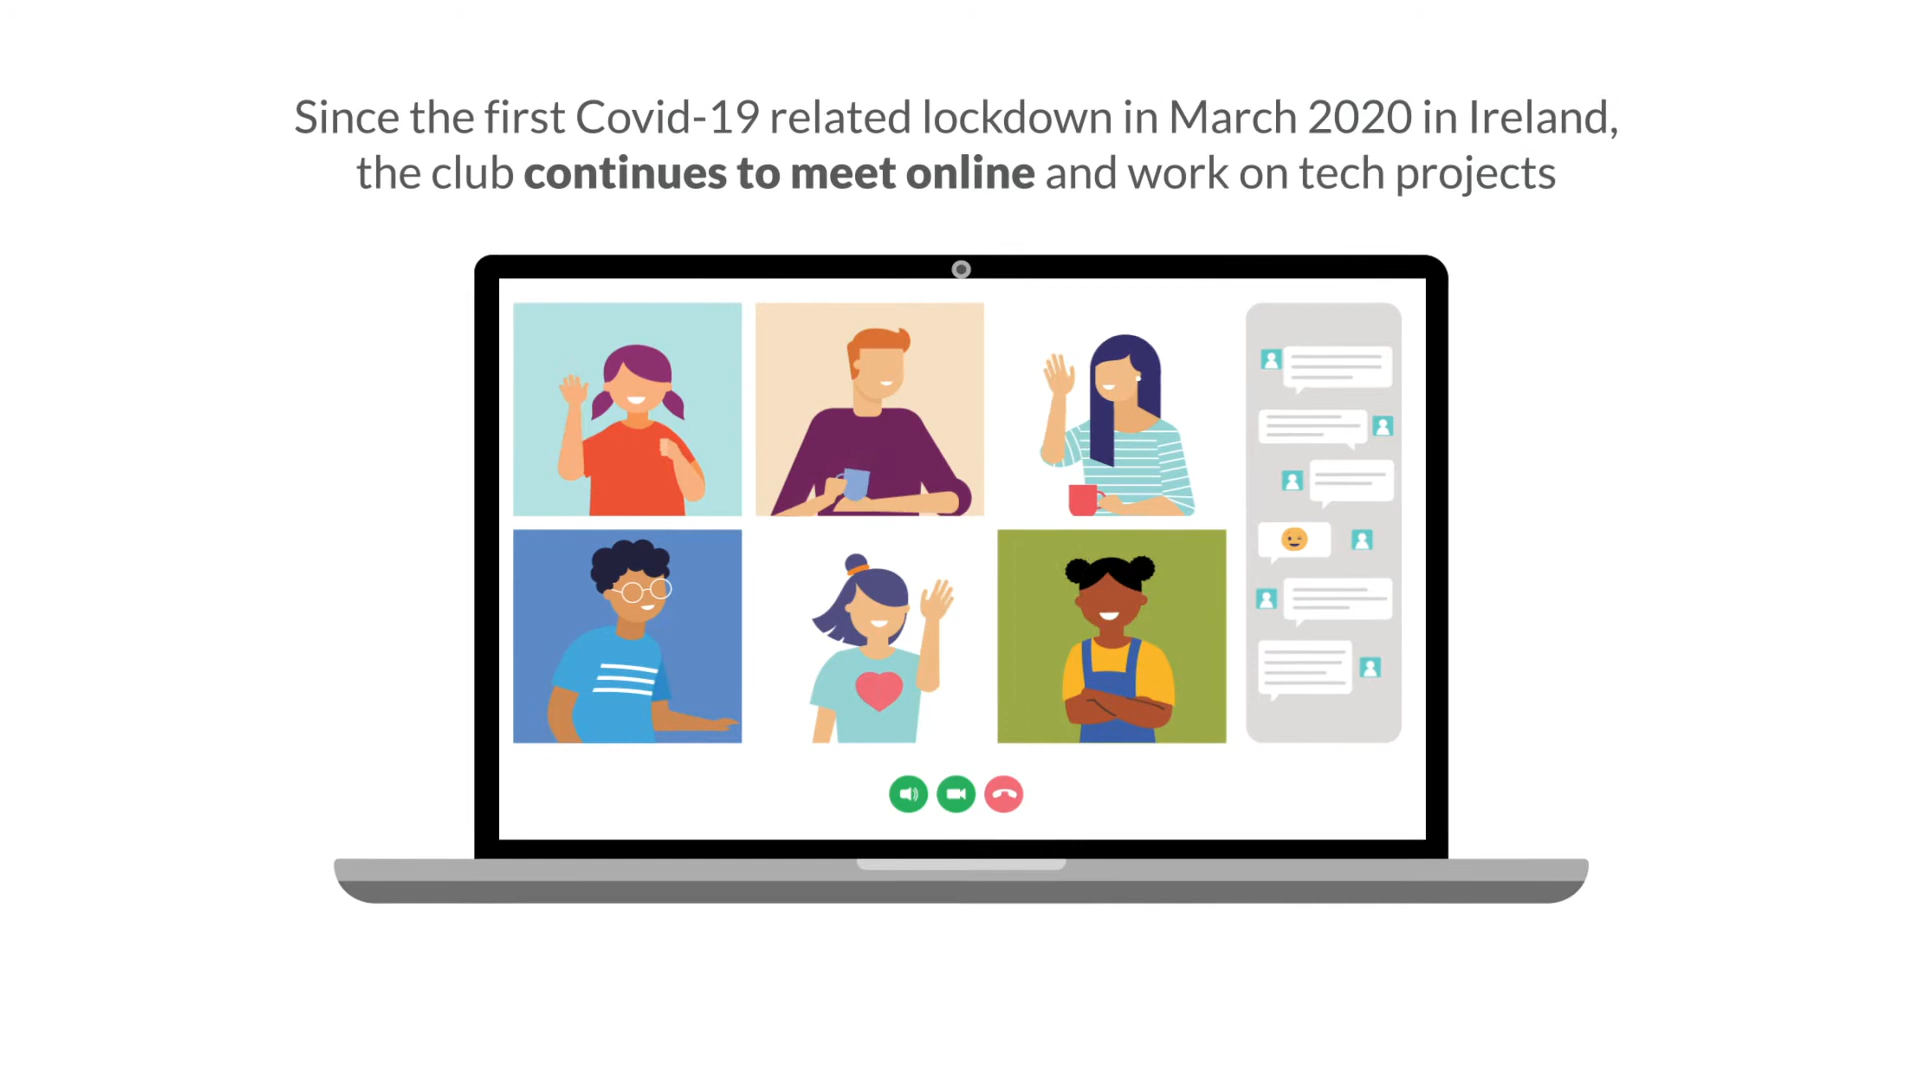 Since the first Covid-19 related lockdown in March 2020 in Ireland,
the club continues to meet online and work on tech projects